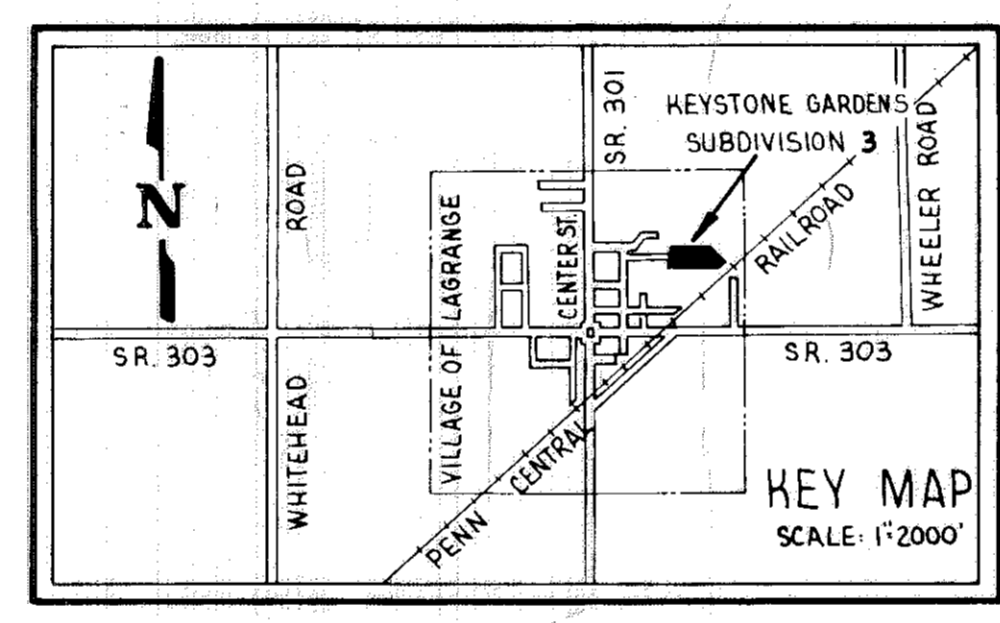 SR. 301
KEYSTONE GARDENS
SUBDIVISION 3
N
ROAD
VILLAGE OF LAGRANGE
CENTER ST.
RAILROAD
WHEELER ROAD
SR. 303
SR. 303
WHITEHEAD
PENN CENTRAL
KEY MAP
SCALE: 1"=2000'